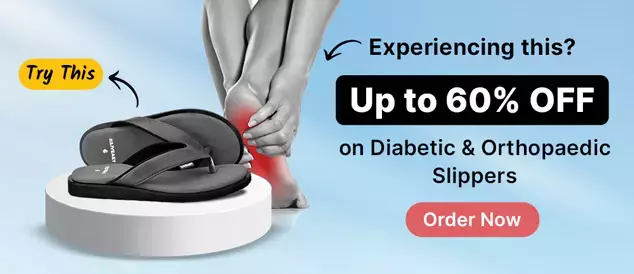 Experiencing this?
Try This
Up to 60% OFF
on Diabetic & Orthopaedic
Slippers
Order Now